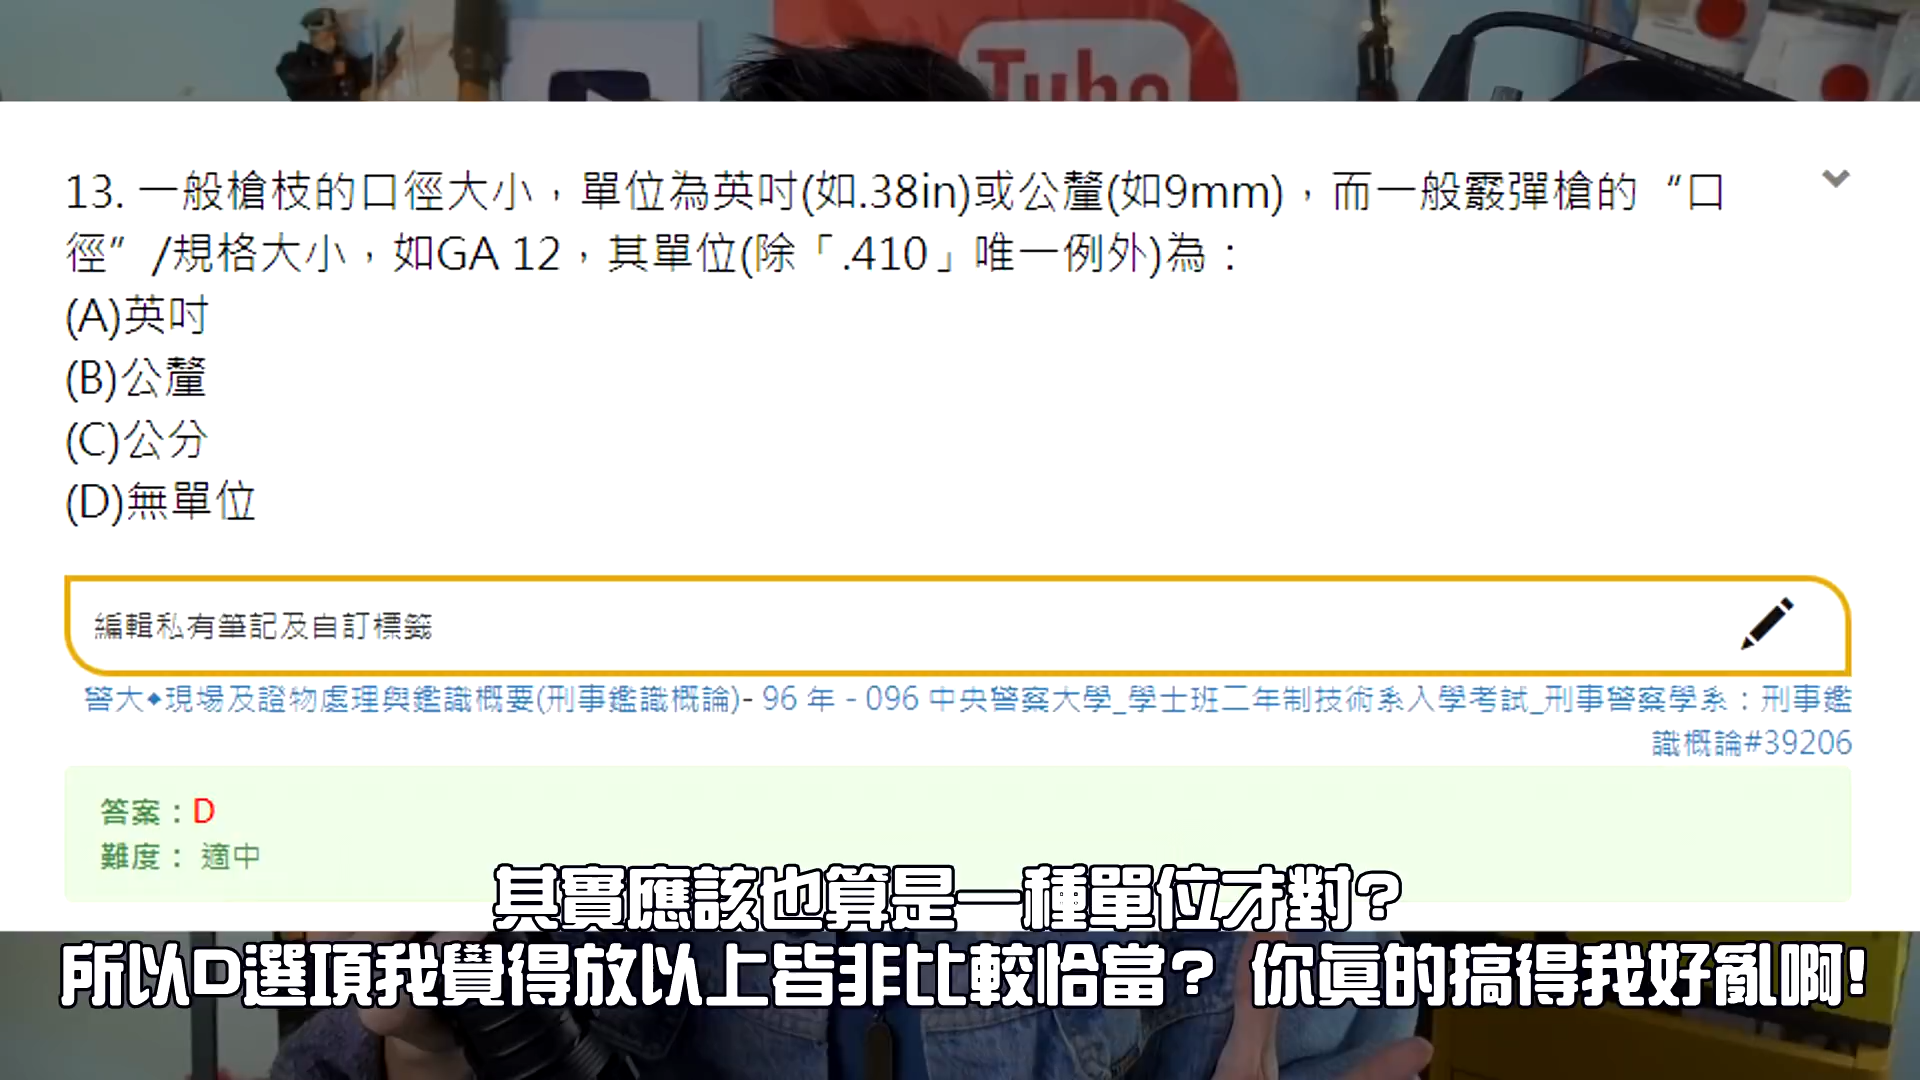 Tube
13. 一般槍枝的口徑大小，單位為英吋(如.38in)或公釐(如9mm)，而一般霰彈槍的“口
徑”/規格大小，如GA 12，其單位(除「.410」唯一例外)為：
(A)英吋
(B)公釐
(C)公分
(D)無單位
編輯私有筆記及自訂標籤
警大◆現場及證物處理與鑑識概要(刑事鑑識概論)- 96 年 - 096 中央警察大學_學士班二年制技術系入學考試_刑事警察學系：刑事鑑
識概論#39206
答案：D
難度： 適中
其實應該也算是一種單位才對?
所以D選項我覺得放以上皆非比較恰當? 你真的搞得我好亂啊!